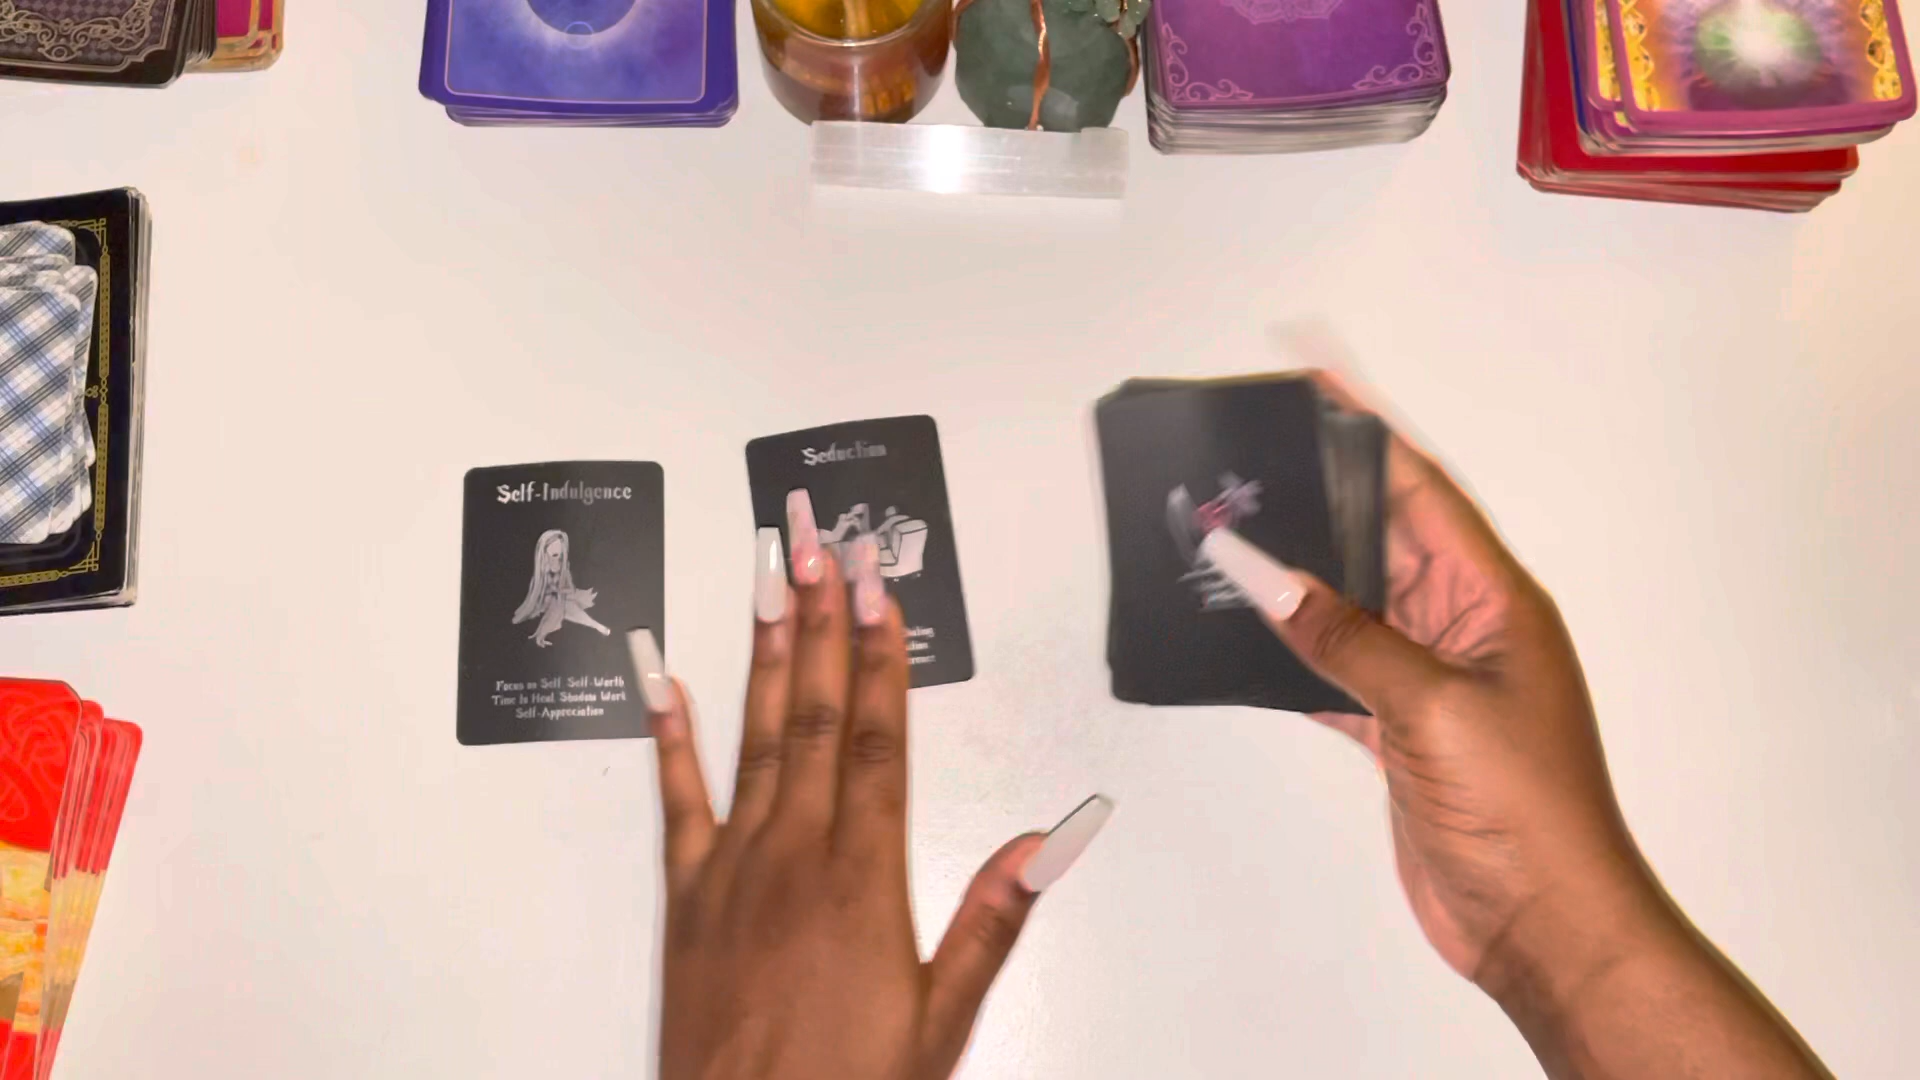 Self-Indulgence
Focus on Self Self-Worth
Time to Heal Shadow Work
Self-Appreciation
Seduction